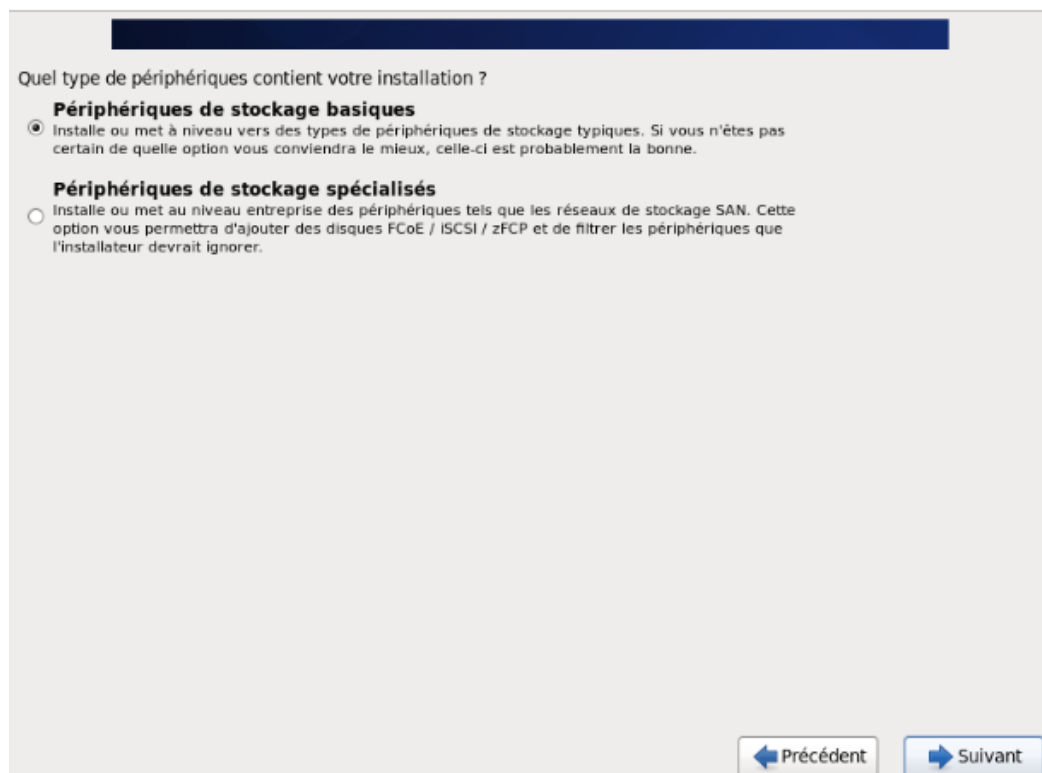 Quel type de périphériques contient votre installation ?
Périphériques de stockage basiques
Installe ou met à niveau vers des types de périphériques de stockage typiques. Si vous n'êtes pas
certain de quelle option vous conviendra le mieux, celle-ci est probablement la bonne.
Périphériques de stockage spécialisés
Installe ou met au niveau entreprise des périphériques tels que les réseaux de stockage SAN. Cette
option vous permettra d'ajouter des disques FCoE / iSCSI / zFCP et de filtrer les périphériques que
l'installateur devrait ignorer.
Précédent
Suivant